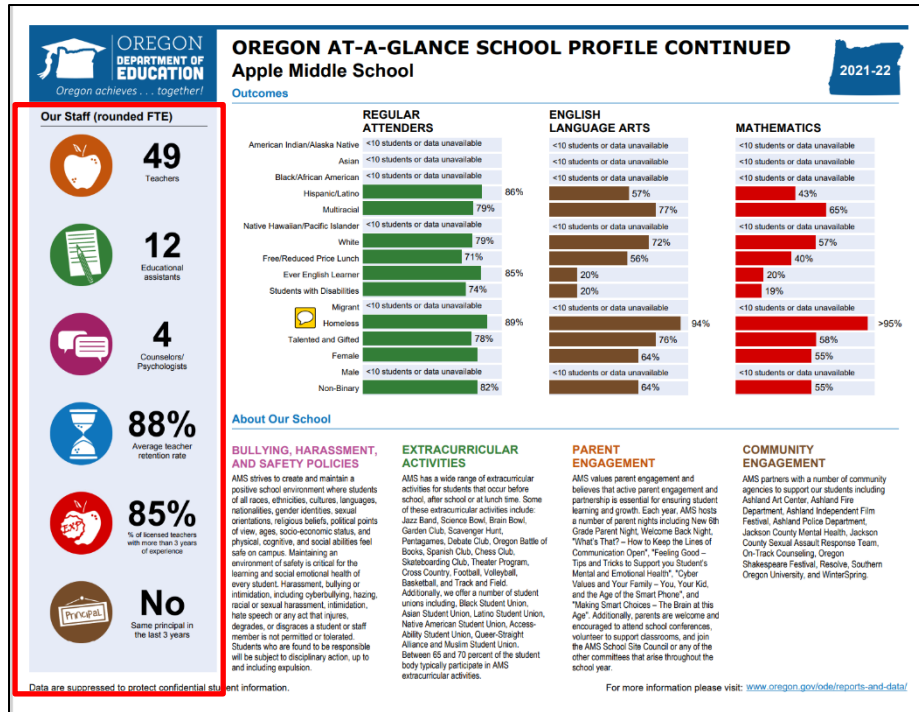 OREGON
DEPARTMENT OF
EDUCATION
Oregon achieves . . . together!
OREGON AT-A-GLANCE SCHOOL PROFILE CONTINUED
Apple Middle School
2021-22
Our Staff (rounded FTE)
49
Teachers
12
Educational
assistants
4
Counselors/
Psychologists
88%
Average teacher
retention rate
EXP
85%
% of licensed teachers
with more than 3 years
of experience
Principal
No
Same principal in
the last 3 years
Outcomes
REGULAR
ATTENDERS
ENGLISH
LANGUAGE ARTS
MATHEMATICS
American Indian/Alaska Native <10 students or data unavailable <10 students or data unavailable <10 students or data unavailable
Asian <10 students or data unavailable <10 students or data unavailable <10 students or data unavailable
Black/African American <10 students or data unavailable <10 students or data unavailable <10 students or data unavailable
Hispanic/Latino 86% 57% 43%
Multiracial 79% 77% 65%
Native Hawaiian/Pacific Islander <10 students or data unavailable <10 students or data unavailable <10 students or data unavailable
White 79% 72% 57%
Free/Reduced Price Lunch 71% 56% 40%
Ever English Learner 85% 20% 20%
Students with Disabilities 74% 20% 19%
Migrant <10 students or data unavailable <10 students or data unavailable <10 students or data unavailable
Homeless 89% 94% >95%
Talented and Gifted 78% 76% 58%
Female 64% 55%
Male <10 students or data unavailable <10 students or data unavailable <10 students or data unavailable
Non-Binary 82% 64% 55%
About Our School
BULLYING, HARASSMENT,
AND SAFETY POLICIES
AMS strives to create and maintain a
positive school environment where students
of all races, ethnicities, cultures, languages,
rationalities, gender identities, sexual
orientations, religious beliefs, political points
of view, ages, socio-economic status, and
physical, cognitive, and social abilities feel
safe on campus. Maintaining an
environment of safety is critical for the
learning and social emotional health of
every student. Harassment, bullying or
intimidation, including cyberbullying, hazing,
racial or sexual harassment, intimidation,
hate speech or any act that injures,
degrades, or disgraces a student or staff
member is not permitted or tolerated.
Students who are found to be responsible
will be subject to disciplinary action, up to
and including expulsion.
EXTRACURRICULAR
ACTIVITIES
AMS has a wide range of extracurricular
activities for students that occur before
school, after school or at lunch time. Some
of these extracurricular activities include:
Jazz Band, Science Bowl, Brain Bowl,
Garden Club, Scavenger Hunt,
Pentagames, Debate Club, Oregon Battle of
Books, Spanish Club, Chess Club,
Skateboarding Club, Theater Program,
Cross Country, Football, Volleyball,
Basketball, and Track and Field.
Additionally, we offer a number of student
unions including, Black Student Union,
Asian Student Union, Latino Student Union,
Native American Student Union, Access-
Ability Student Union, Queer-Straight
Alliance and Muslim Student Union.
Between 65 and 70 percent of the student
body typically participate in AMS
extracurricular activities.
PARENT
ENGAGEMENT
AMS values parent engagement and
believes that active parent engagement and
partnership is essential for ensuring student
learning and growth. Each year, AMS hosts
a number of parent nights including New 6th
Grade Parent Night, Welcome Back Night,
"What's That? – How to Keep the Lines of
Communication Open", "Feeling Good –
Tips and Tricks to Support you Student's
Mental and Emotional Health", "Cyber
Values and Your Family – You, Your Kid,
and the Age of the Smart Phone", and
"Making Smart Choices – The Brain at this
Age". Additionally, parents are welcome and
encouraged to attend school conferences,
volunteer to support classrooms, and join
the AMS School Site Council or any of the
other committees that arise throughout the
school year.
COMMUNITY
ENGAGEMENT
AMS partners with a number of community
agencies to support our students including
Ashland Art Center, Ashland Fire
Department, Ashland Independent Film
Festival, Ashland Police Department,
Jackson County Mental Health, Jackson
County Sexual Assault Response Team,
On-Track Counseling, Oregon
Shakespeare Festival, Resolve, Southern
Oregon University, and WinterSpring.
Data are suppressed to protect confidential student information.
For more information please visit: www.oregon.gov/ode/reports-and-data/